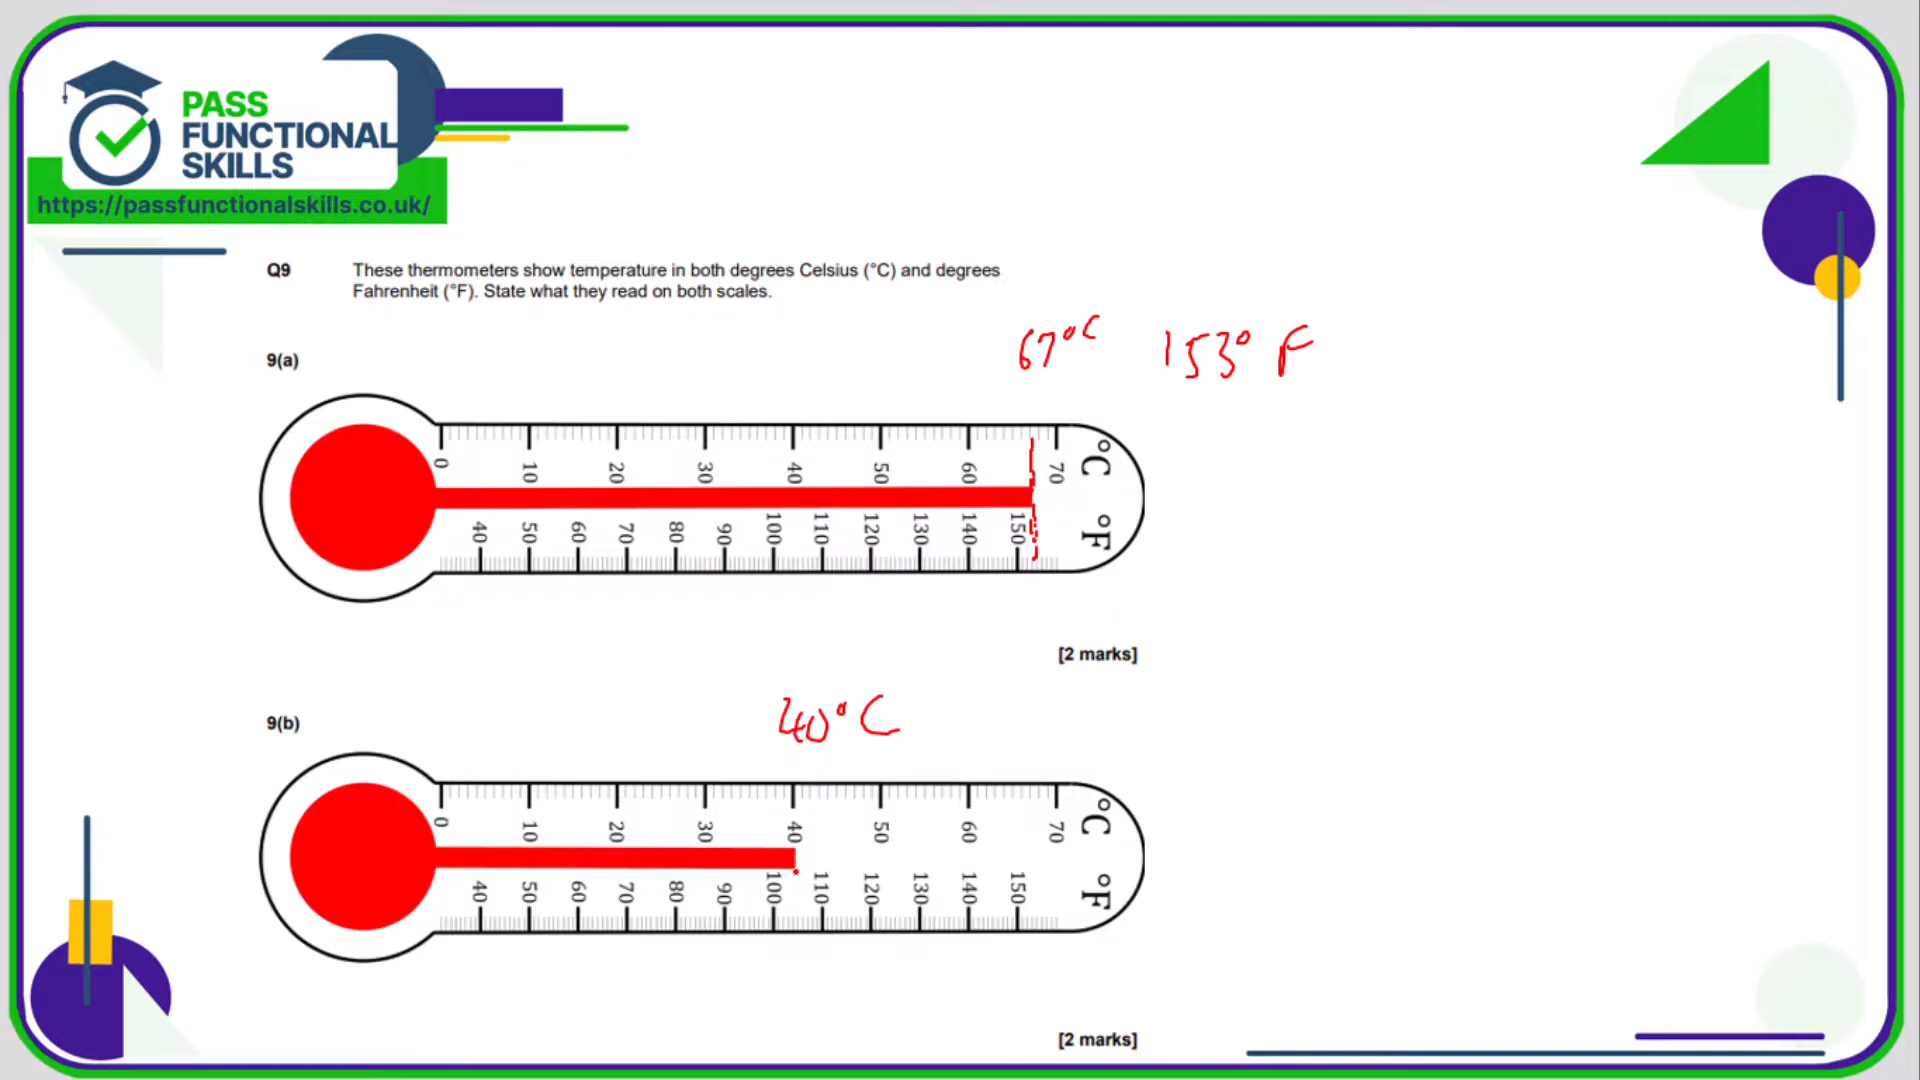 PASS
FUNCTIONAL
SKILLS
https://passfunctionalskills.co.uk/
Q9 These thermometers show temperature in both degrees Celsius (°C) and degrees
Fahrenheit (°F). State what they read on both scales.
67°C 153° F
9(a)
0 10 20 30 40 50 60 70 °C
40 50 60 70 80 90 100 110 120 130 140 150 °F
[2 marks]
40°C
9(b)
0 10 20 30 40 50 60 70 °C
40 50 60 70 80 90 100 110 120 130 140 150 °F
[2 marks]